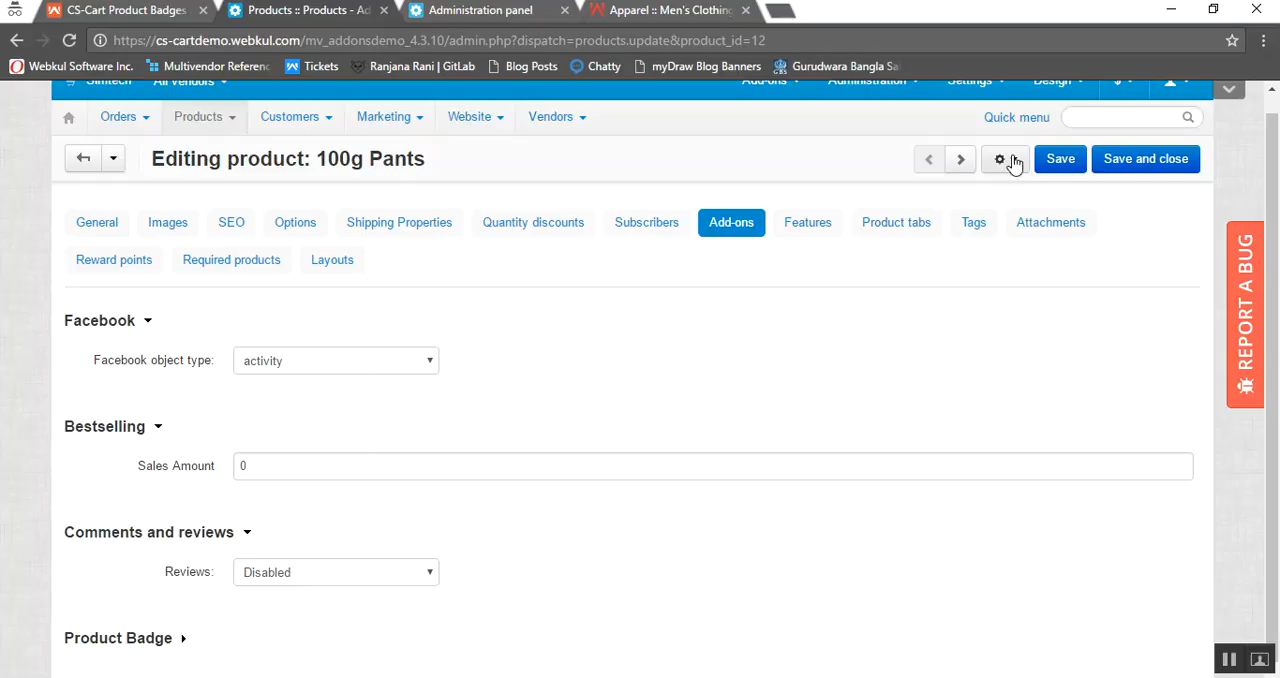 CS-Cart Product Badges
Products :: Products - Ad
Administration panel
Apparel :: Men's Clothing
https://cs-cartdemo.webkul.com/mv_addonsdemo_4.3.10/admin.php?dispatch=products.update&product_id=12
Webkul Software Inc. Multivendor Referenc Tickets Ranjana Rani | GitLab Blog Posts Chatty myDraw Blog Banners Gurudwara Bangla Sa
Simtech All vendors Add-ons Administration Settings Design $
Orders Products Customers Marketing Website Vendors Quick menu
Editing product: 100g Pants
Save
Save and close
General Images SEO Options Shipping Properties Quantity discounts Subscribers Add-ons Features Product tabs Tags Attachments
Reward points Required products Layouts
REPORT A BUG
Facebook
Facebook object type: activity
Bestselling
Sales Amount 0
Comments and reviews
Reviews: Disabled
Product Badge